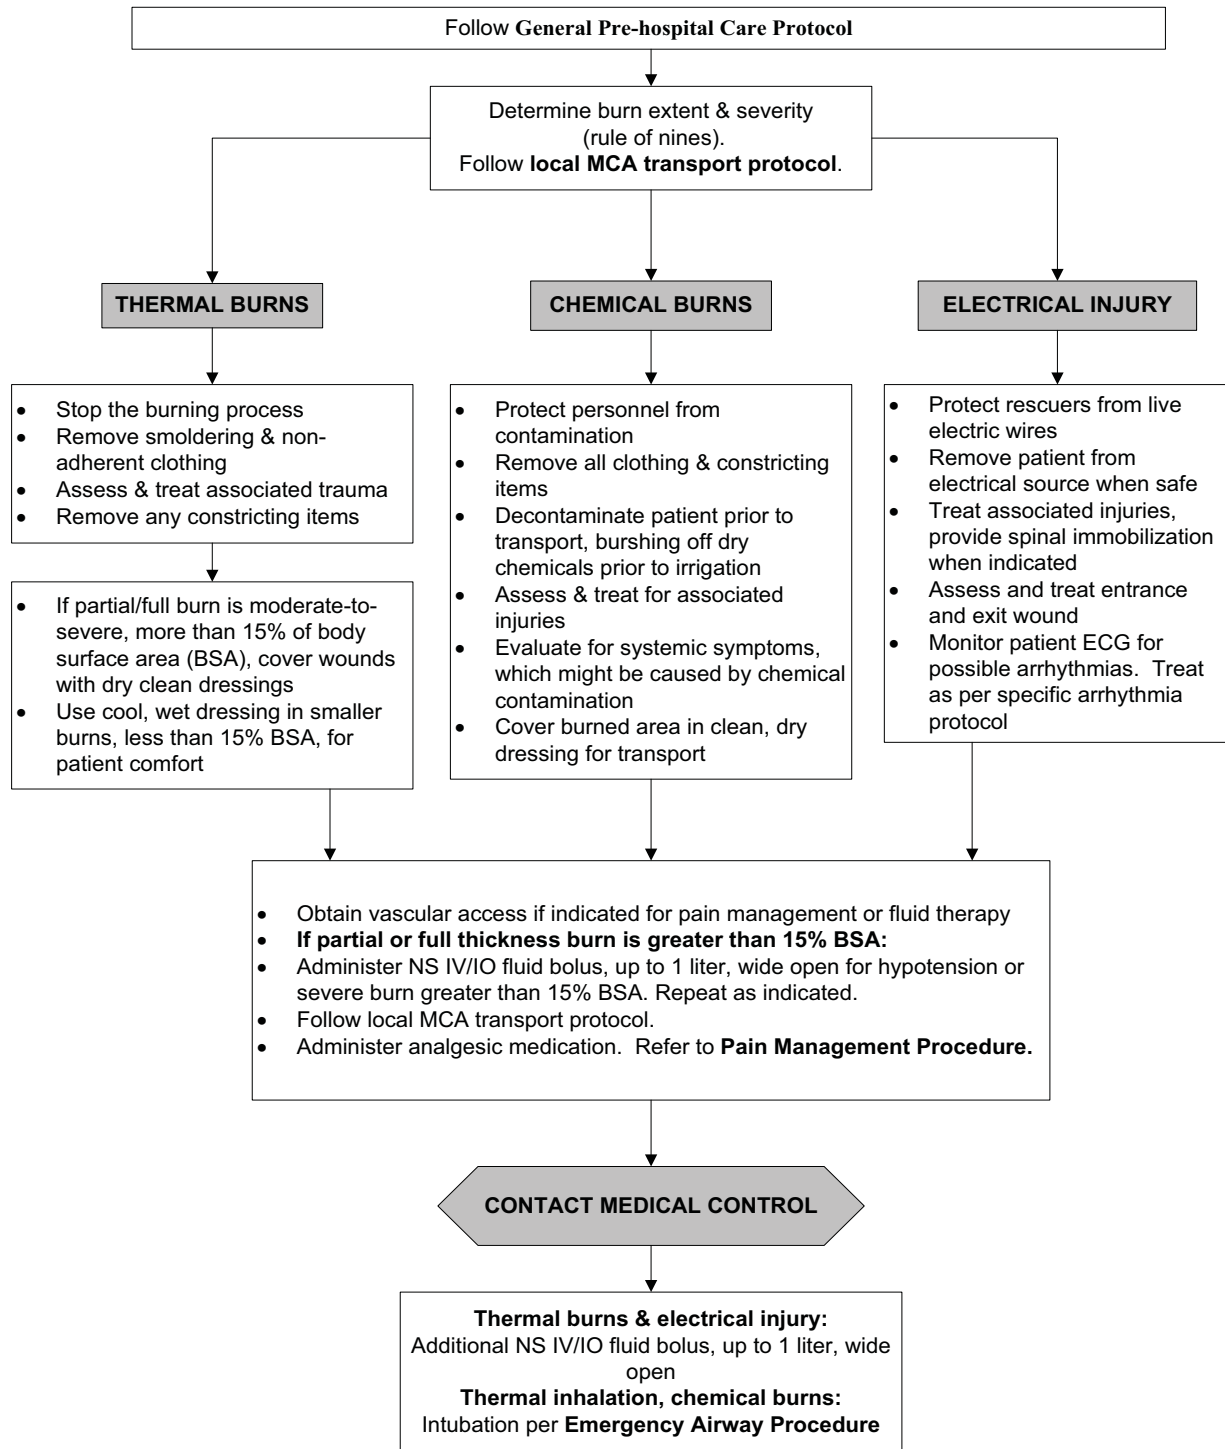 Follow General Pre-hospital Care Protocol
Determine burn extent & severity
(rule of nines).
Follow local MCA transport protocol.
THERMAL BURNS
• Stop the burning process
• Remove smoldering & non-
adherent clothing
• Assess & treat associated trauma
• Remove any constricting items
• If partial/full burn is moderate-to-
severe, more than 15% of body
surface area (BSA), cover wounds
with dry clean dressings
• Use cool, wet dressing in smaller
burns, less than 15% BSA, for
patient comfort
CHEMICAL BURNS
• Protect personnel from
contamination
• Remove all clothing & constricting
items
• Decontaminate patient prior to
transport, burshing off dry
chemicals prior to irrigation
• Assess & treat for associated
injuries
• Evaluate for systemic symptoms,
which might be caused by chemical
contamination
• Cover burned area in clean, dry
dressing for transport
ELECTRICAL INJURY
• Protect rescuers from live
electric wires
• Remove patient from
electrical source when safe
• Treat associated injuries,
provide spinal immobilization
when indicated
• Assess and treat entrance
and exit wound
• Monitor patient ECG for
possible arrhythmias.  Treat
as per specific arrhythmia
protocol
• Obtain vascular access if indicated for pain management or fluid therapy
• If partial or full thickness burn is greater than 15% BSA:
• Administer NS IV/IO fluid bolus, up to 1 liter, wide open for hypotension or
severe burn greater than 15% BSA. Repeat as indicated.
• Follow local MCA transport protocol.
• Administer analgesic medication.  Refer to Pain Management Procedure.
CONTACT MEDICAL CONTROL
Thermal burns & electrical injury:
Additional NS IV/IO fluid bolus, up to 1 liter, wide
open
Thermal inhalation, chemical burns:
Intubation per Emergency Airway Procedure